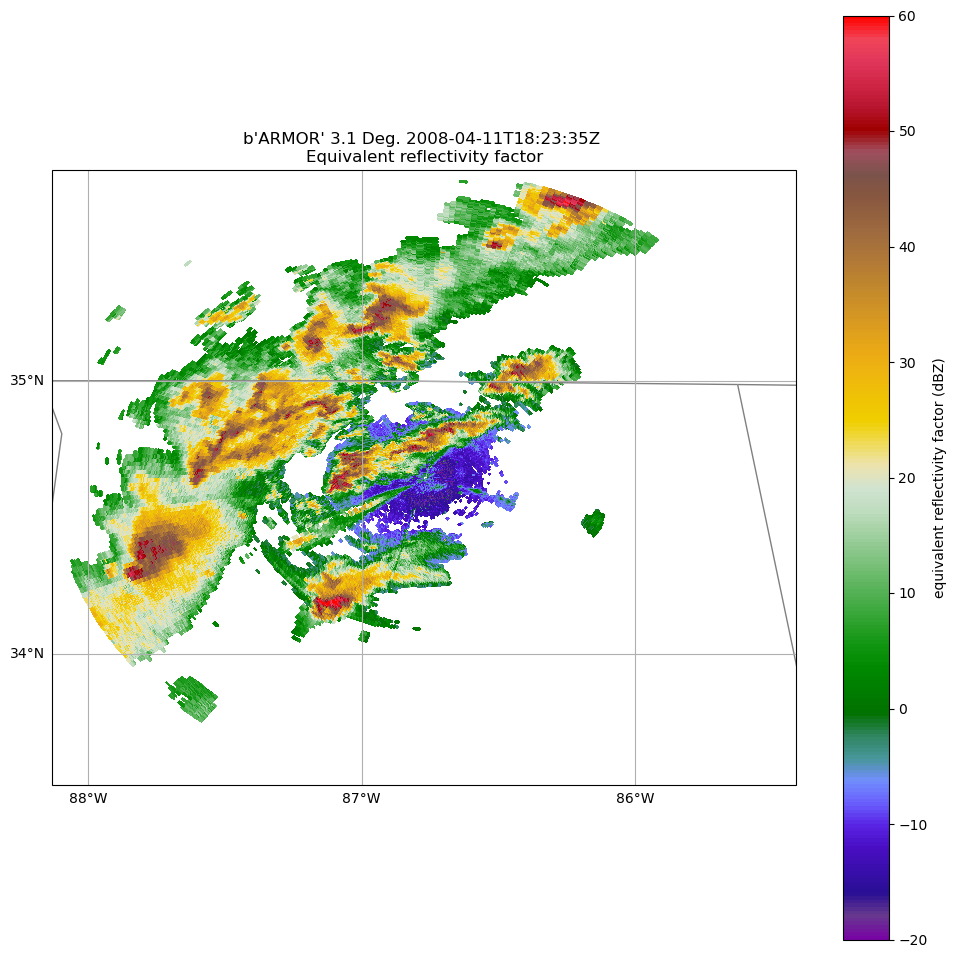 b'ARMOR' 3.1 Deg. 2008-04-11T18:23:35Z
Equivalent reflectivity factor
35°N
34°N
88°W
87°W
86°W
60
50
40
30
20
10
0
−10
−20
equivalent reflectivity factor (dBZ)